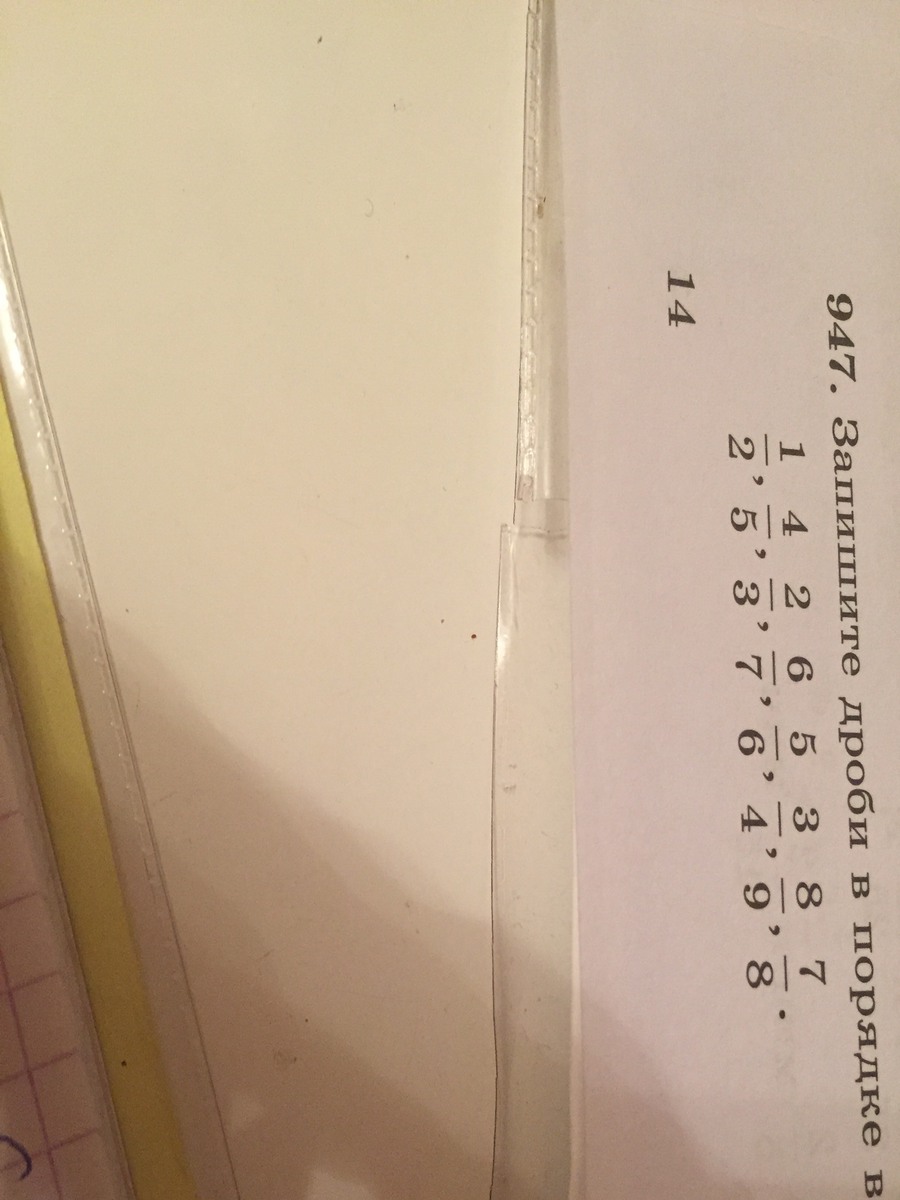 947. Запишите дроби в порядке в
1/2, 4/5, 2/3, 6/7, 5/6, 3/4, 8/9, 7/8.
14